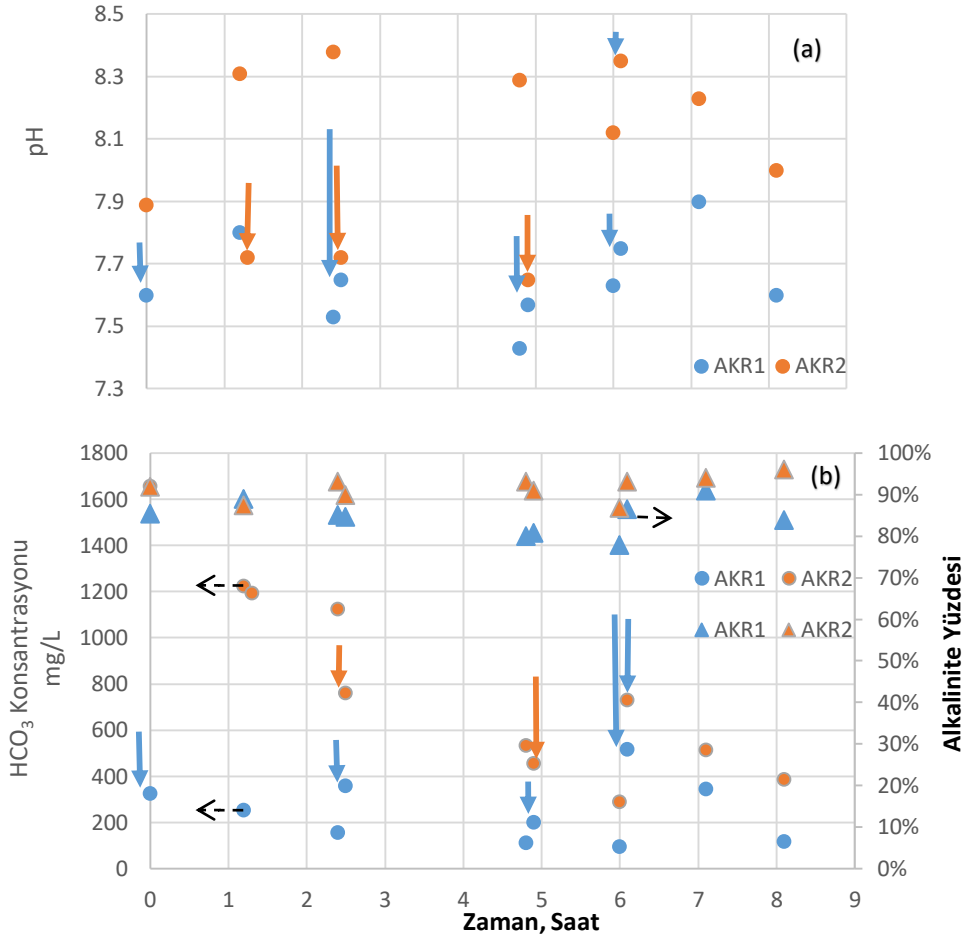 8.5
8.3
8.1
7.9
7.7
7.5
7.3
pH
(a)
AKR1 AKR2
1800
1600
1400
1200
1000
800
600
400
200
0
HCO3 Konsantrasyonu
mg/L
(b)
AKR1 AKR2
AKR1 AKR2
100%
90%
80%
70%
60%
50%
40%
30%
20%
10%
0%
Alkalinite Yüzdesi
0 1 2 3 4 5 6 7 8 9
Zaman, Saat